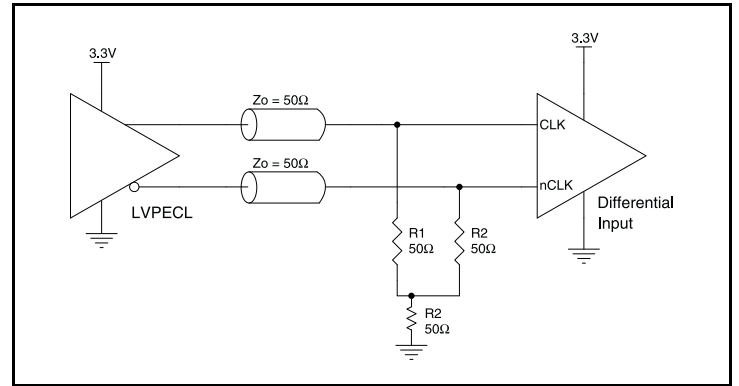 3.3V
3.3V
Zo = 50Ω
CLK
Zo = 50Ω
nCLK
LVPECL
Differential
Input
R1
50Ω
R2
50Ω
R2
50Ω